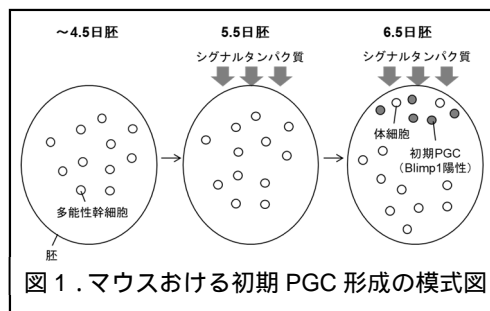 ~4.5日胚 5.5日胚 6.5日胚
シグナルタンパク質 シグナルタンパク質
体細胞
初期PGC
(Blimp1陽性)
多能性幹細胞
胚
図1.マウスおける初期 PGC 形成の模式図